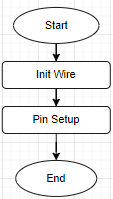 Start
Init Wire
Pin Setup
End